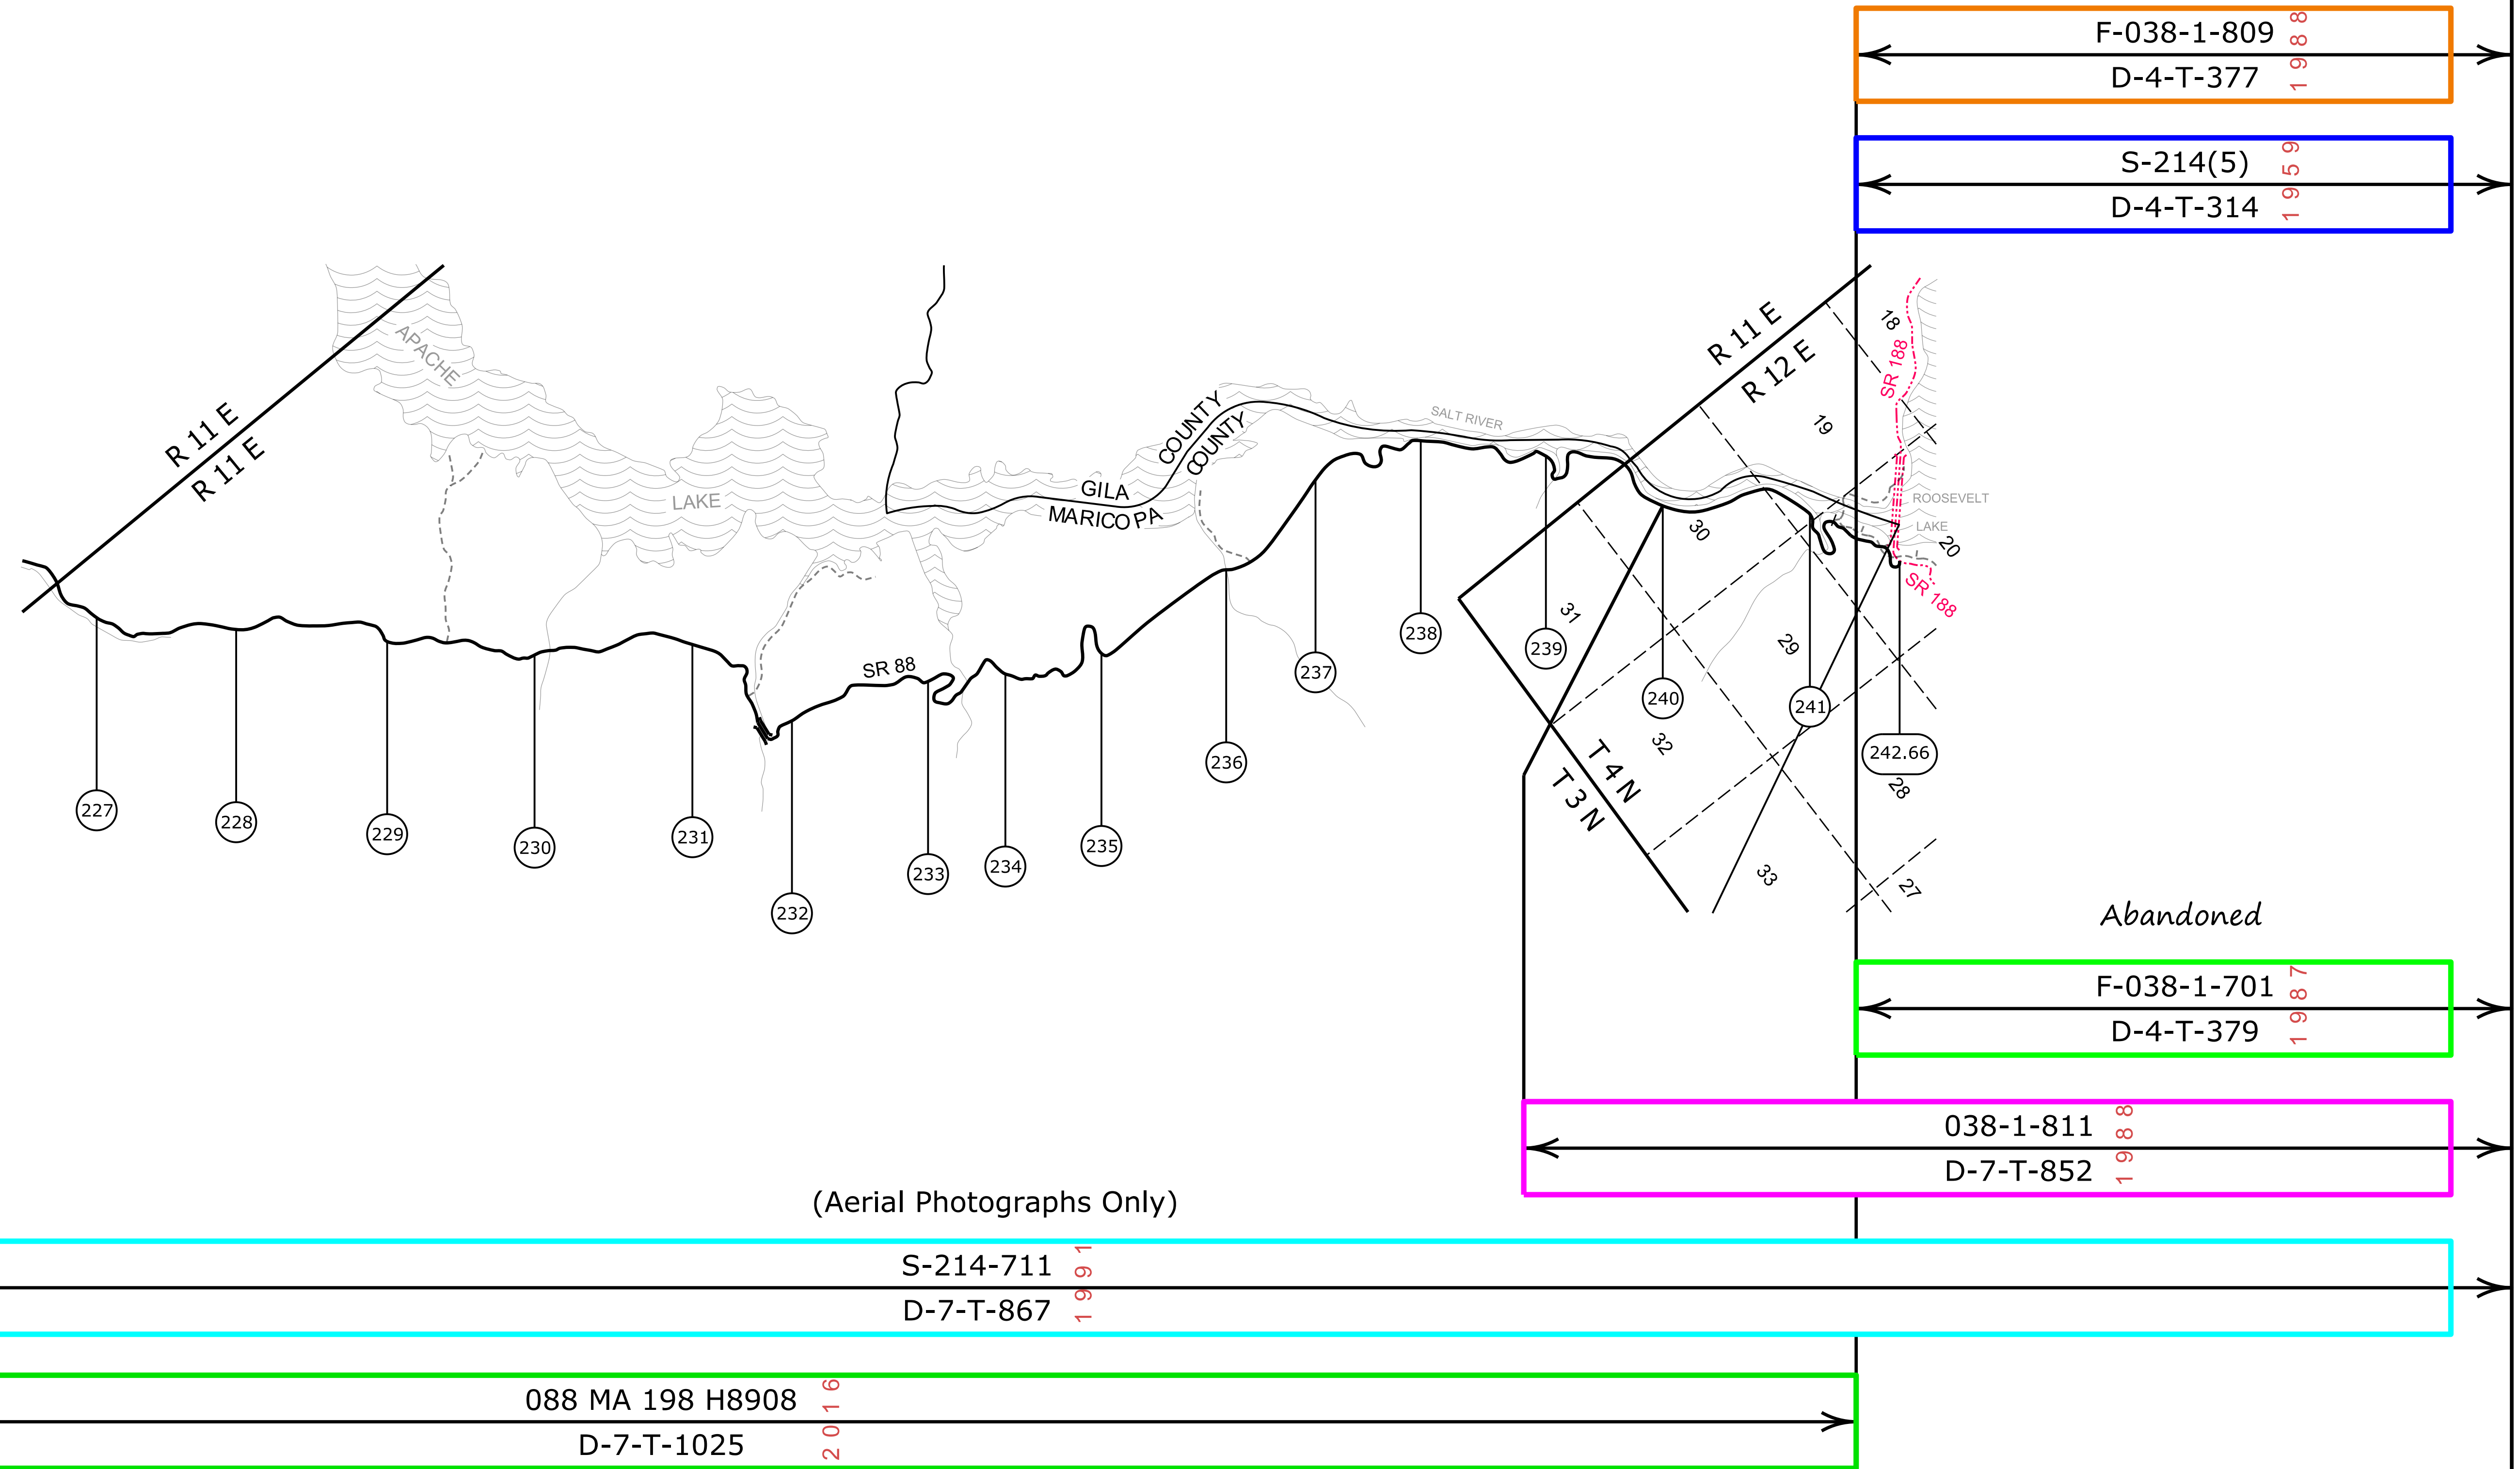 F-038-1-809
D-4-T-377
1988
S-214(5)
D-4-T-314
1959
R 11 E
R 11 E
APACHE
LAKE
COUNTY
COUNTY
GILA
MARICOPA
SALT RIVER
R 11 E
R 12 E
18
19
SR 188
ROOSEVELT
LAKE
20
SR 188
30
29
31
32
28
33
27
T 4 N
T 3 N
SR 88
227
228
229
230
231
232
233
234
235
236
237
238
239
240
241
242.66
Abandoned
F-038-1-701
D-4-T-379
1987
038-1-811
D-7-T-852
1988
(Aerial Photographs Only)
S-214-711
D-7-T-867
1991
088 MA 198 H8908
D-7-T-1025
2016